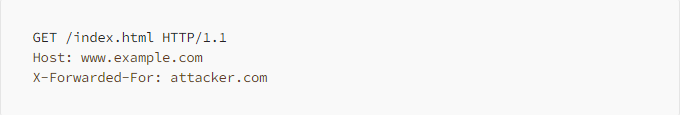 GET /index.html HTTP/1.1
Host: www.example.com
X-Forwarded-For: attacker.com